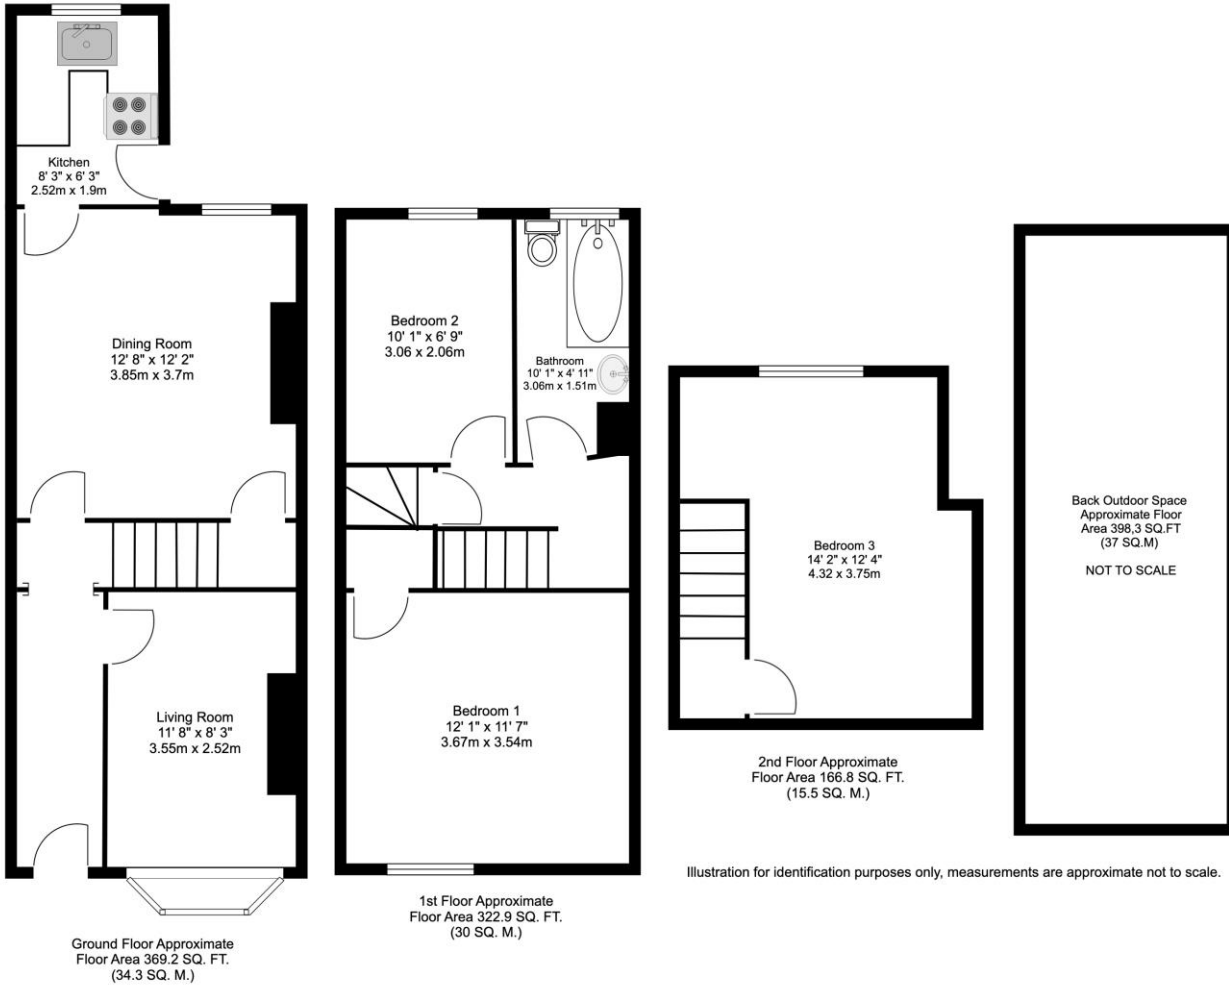 Kitchen
8' 3" x 6' 3"
2.52m x 1.9m
Dining Room
12' 8" x 12' 2"
3.85m x 3.7m
Living Room
11' 8" x 8' 3"
3.55m x 2.52m
Ground Floor Approximate
Floor Area 369.2 SQ. FT.
(34.3 SQ. M.)
Bedroom 2
10' 1" x 6' 9"
3.06 x 2.06m
Bathroom
10' 1" x 4' 11"
3.06m x 1.51m
Bedroom 1
12' 1" x 11' 7"
3.67m x 3.54m
1st Floor Approximate
Floor Area 322.9 SQ. FT.
(30 SQ. M.)
Bedroom 3
14' 2" x 12' 4"
4.32 x 3.75m
2nd Floor Approximate
Floor Area 166.8 SQ. FT.
(15.5 SQ. M.)
Back Outdoor Space
Approximate Floor
Area 398,3 SQ.FT
(37 SQ.M)
NOT TO SCALE
Illustration for identification purposes only, measurements are approximate not to scale.